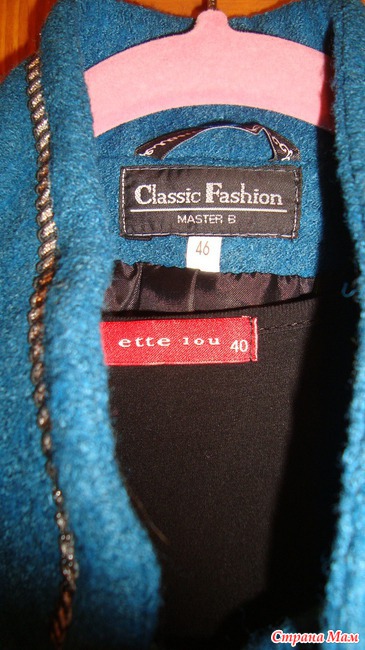 Classic Fashion
MASTER B
46
ette lou 40
Страна Мам